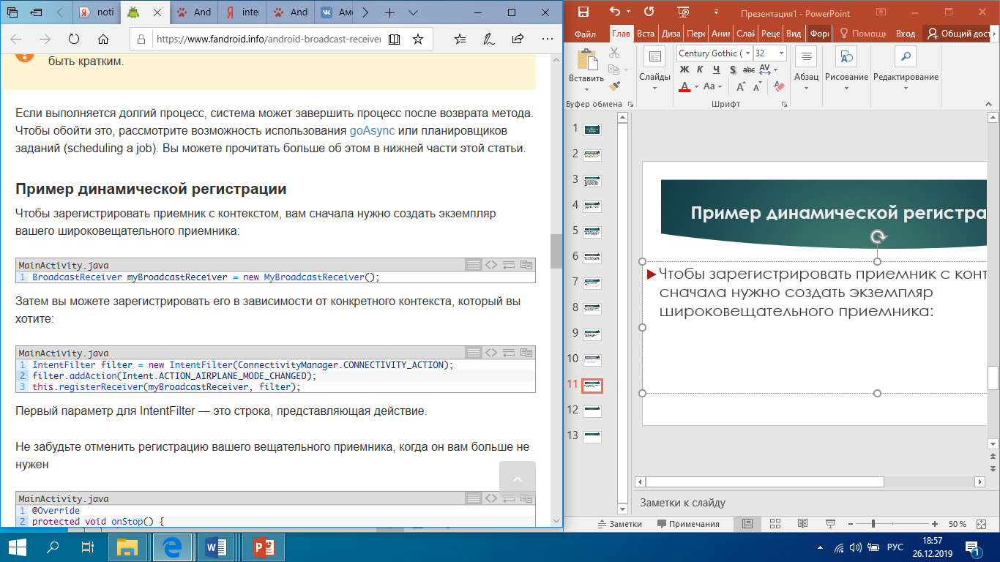 noti
And
inter
And
Амс
https://www.fandroid.info/android-broadcast-receiver
быть кратким.
Если выполняется долгий процесс, система может завершить процесс после возврата метода.
Чтобы обойти это, рассмотрите возможность использования goAsync или планировщиков
заданий (scheduling a job). Вы можете прочитать больше об этом в нижней части этой статьи.
Пример динамической регистрации
Чтобы зарегистрировать приемник с контекстом, вам сначала нужно создать экземпляр
вашего широковещательного приемника:
MainActivity.java
1 BroadcastReceiver myBroadcastReceiver = new MyBroadcastReceiver();
Затем вы можете зарегистрировать его в зависимости от конкретного контекста, который вы
хотите:
MainActivity.java
1 IntentFilter filter = new IntentFilter(ConnectivityManager.CONNECTIVITY_ACTION);
2 filter.addAction(Intent.ACTION_AIRPLANE_MODE_CHANGED);
3 this.registerReceiver(myBroadcastReceiver, filter);
Первый параметр для IntentFilter — это строка, представляющая действие.
Не забудьте отменить регистрацию вашего вещательного приемника, когда он вам больше не
нужен
MainActivity.java
1 @Override
2 protected void onStop() {
Презентация1 - PowerPoint
Файл Глав Вста Диза Пере Аним Слай Реце Вид Форм Помощь Вход Общий дост
Вставить
Буфер обмена
Слайды
Century Gothic ( 32
Ж К Ч S abc AV
А Aa A A
Шрифт
Абзац
Рисование
Редактирование
1
2
3
4
5
6
7
8
9
10
11
12
13
Пример динамической регистра
Чтобы зарегистрировать приемник с конт
сначала нужно создать экземпляр
широковещательного приемника:
Заметки к слайду
Заметки Примечания 50 %
РУС
18:57
26.12.2019
1